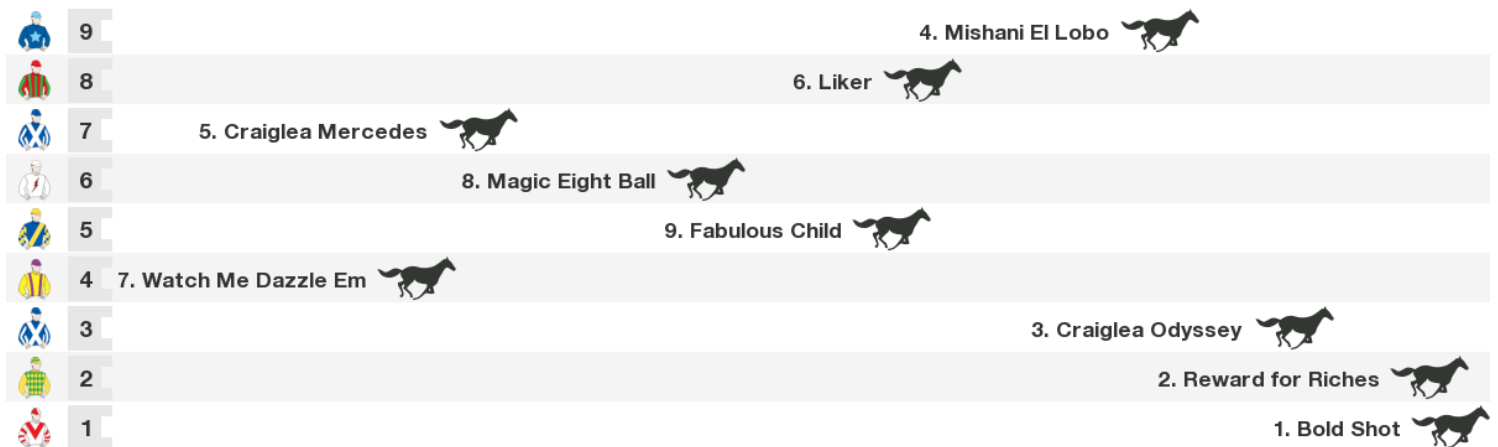 9 4. Mishani El Lobo
8 6. Liker
7 5. Craiglea Mercedes
6 8. Magic Eight Ball
5 9. Fabulous Child
4 7. Watch Me Dazzle Em
3 3. Craiglea Odyssey
2 2. Reward for Riches
1 1. Bold Shot